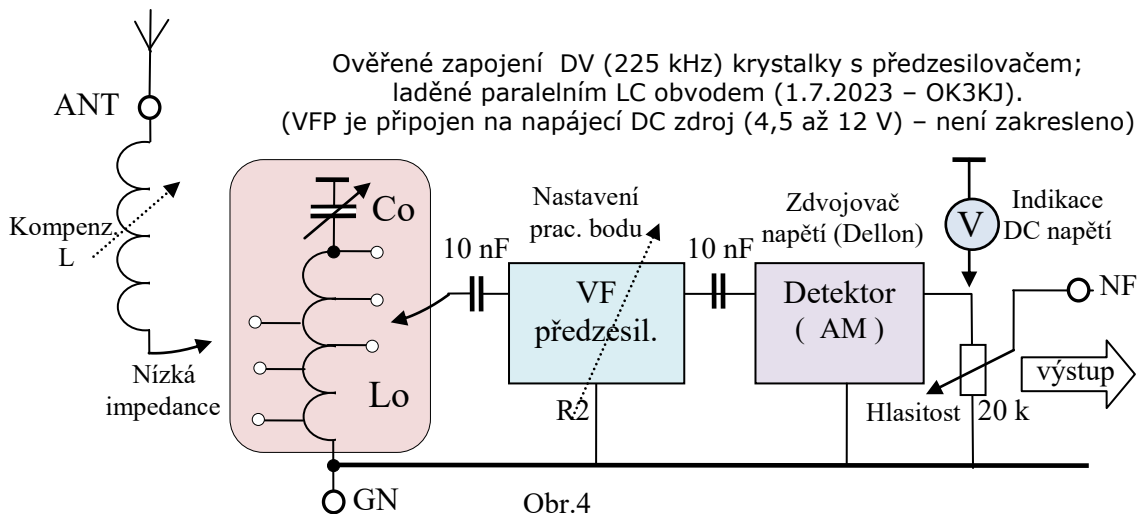 Ověřené zapojení DV (225 kHz) krystalky s předzesilovačem;
laděné paralelním LC obvodem (1.7.2023 – OK3KJ).
(VFP je připojen na napájecí DC zdroj (4,5 až 12 V) – není zakresleno)
ANT
Kompenz.
L
Nízká
impedance
Co
Lo
10 nF
Nastavení
prac. bodu
VF
předzesil.
R2
10 nF
Zdvojovač
napětí (Dellon)
Detektor
( AM )
V
Indikace
DC napětí
NF
výstup
Hlasitost
20 k
GN
Obr.4